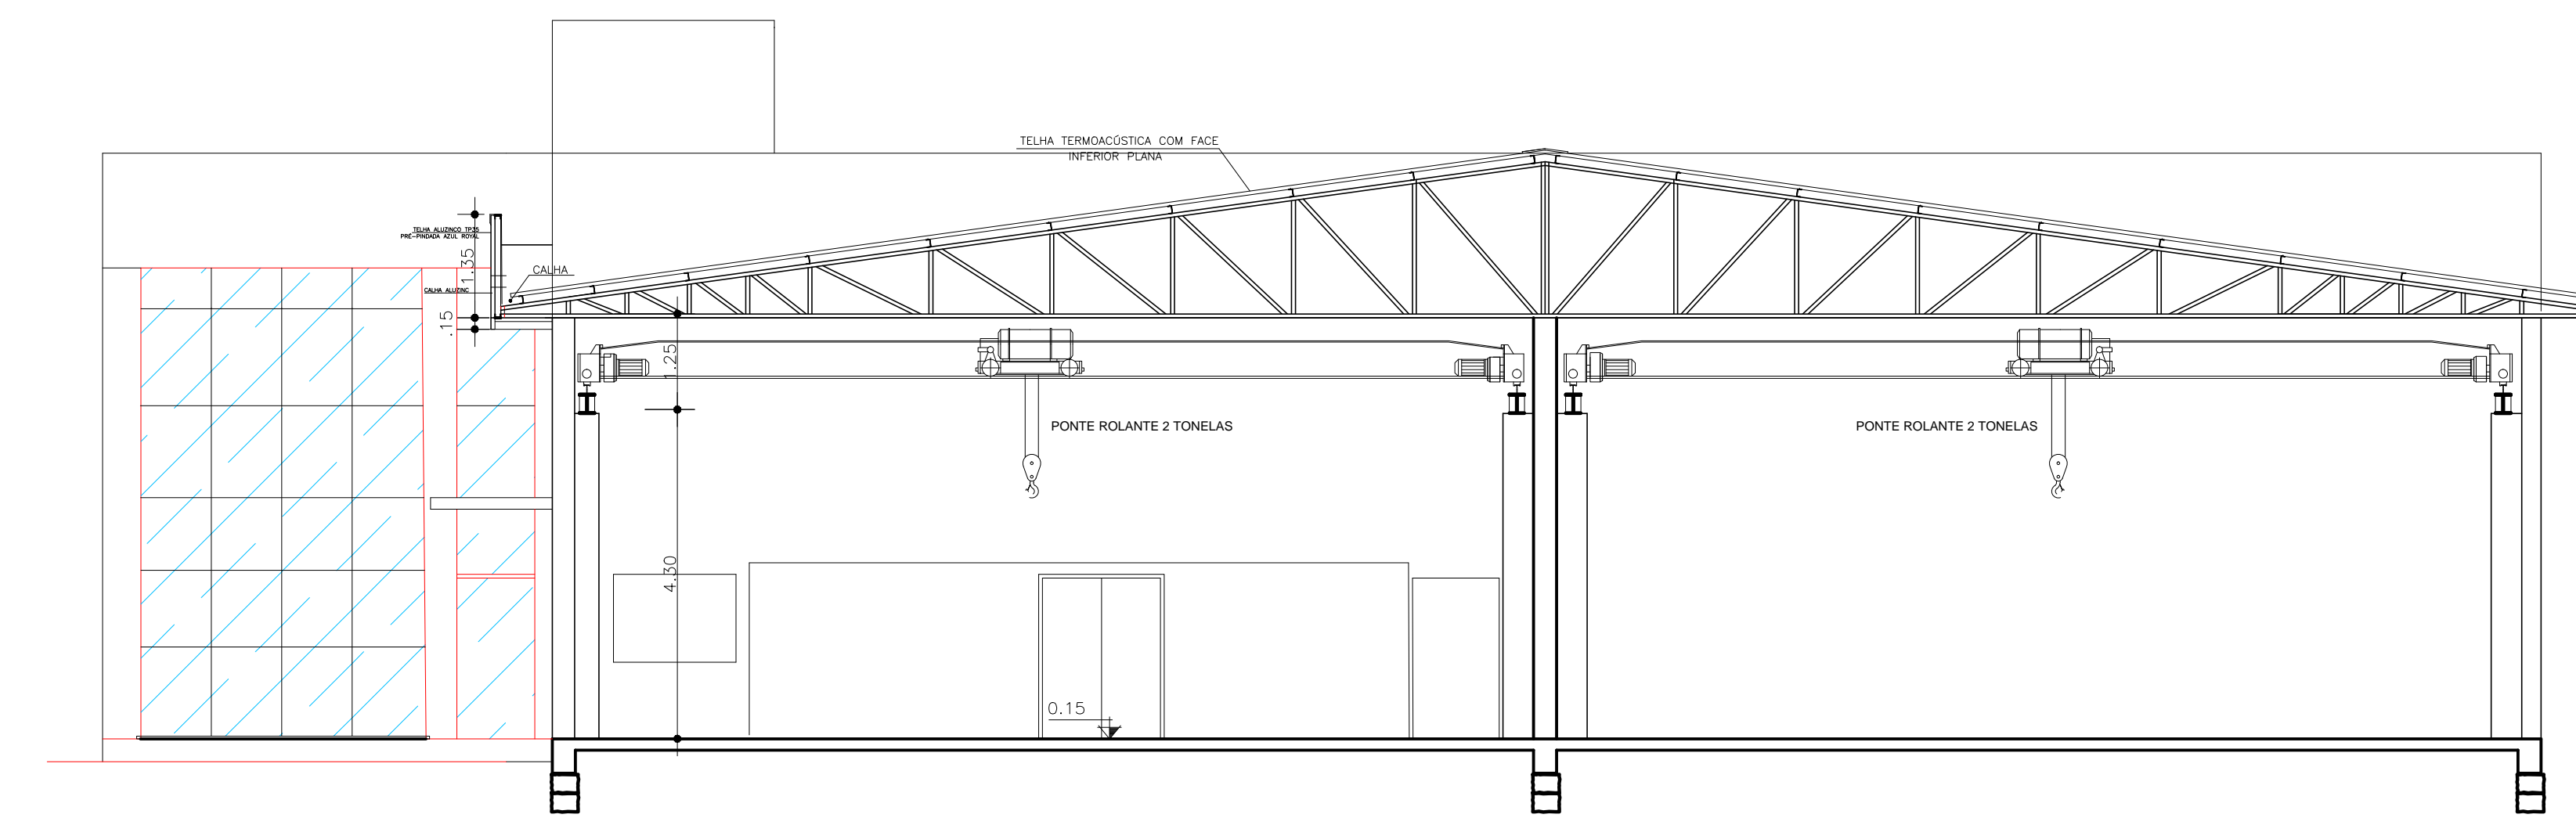 TELHA TERMOACÚSTICA COM FACE
INFERIOR PLANA
TELHA ALUZINCO TP35
PRÉ-PINDADA AZUL ROYAL
1.35
CALHA
CALHA ALUZINC
.15
1.25
PONTE ROLANTE 2 TONELAS
PONTE ROLANTE 2 TONELAS
4.30
0.15